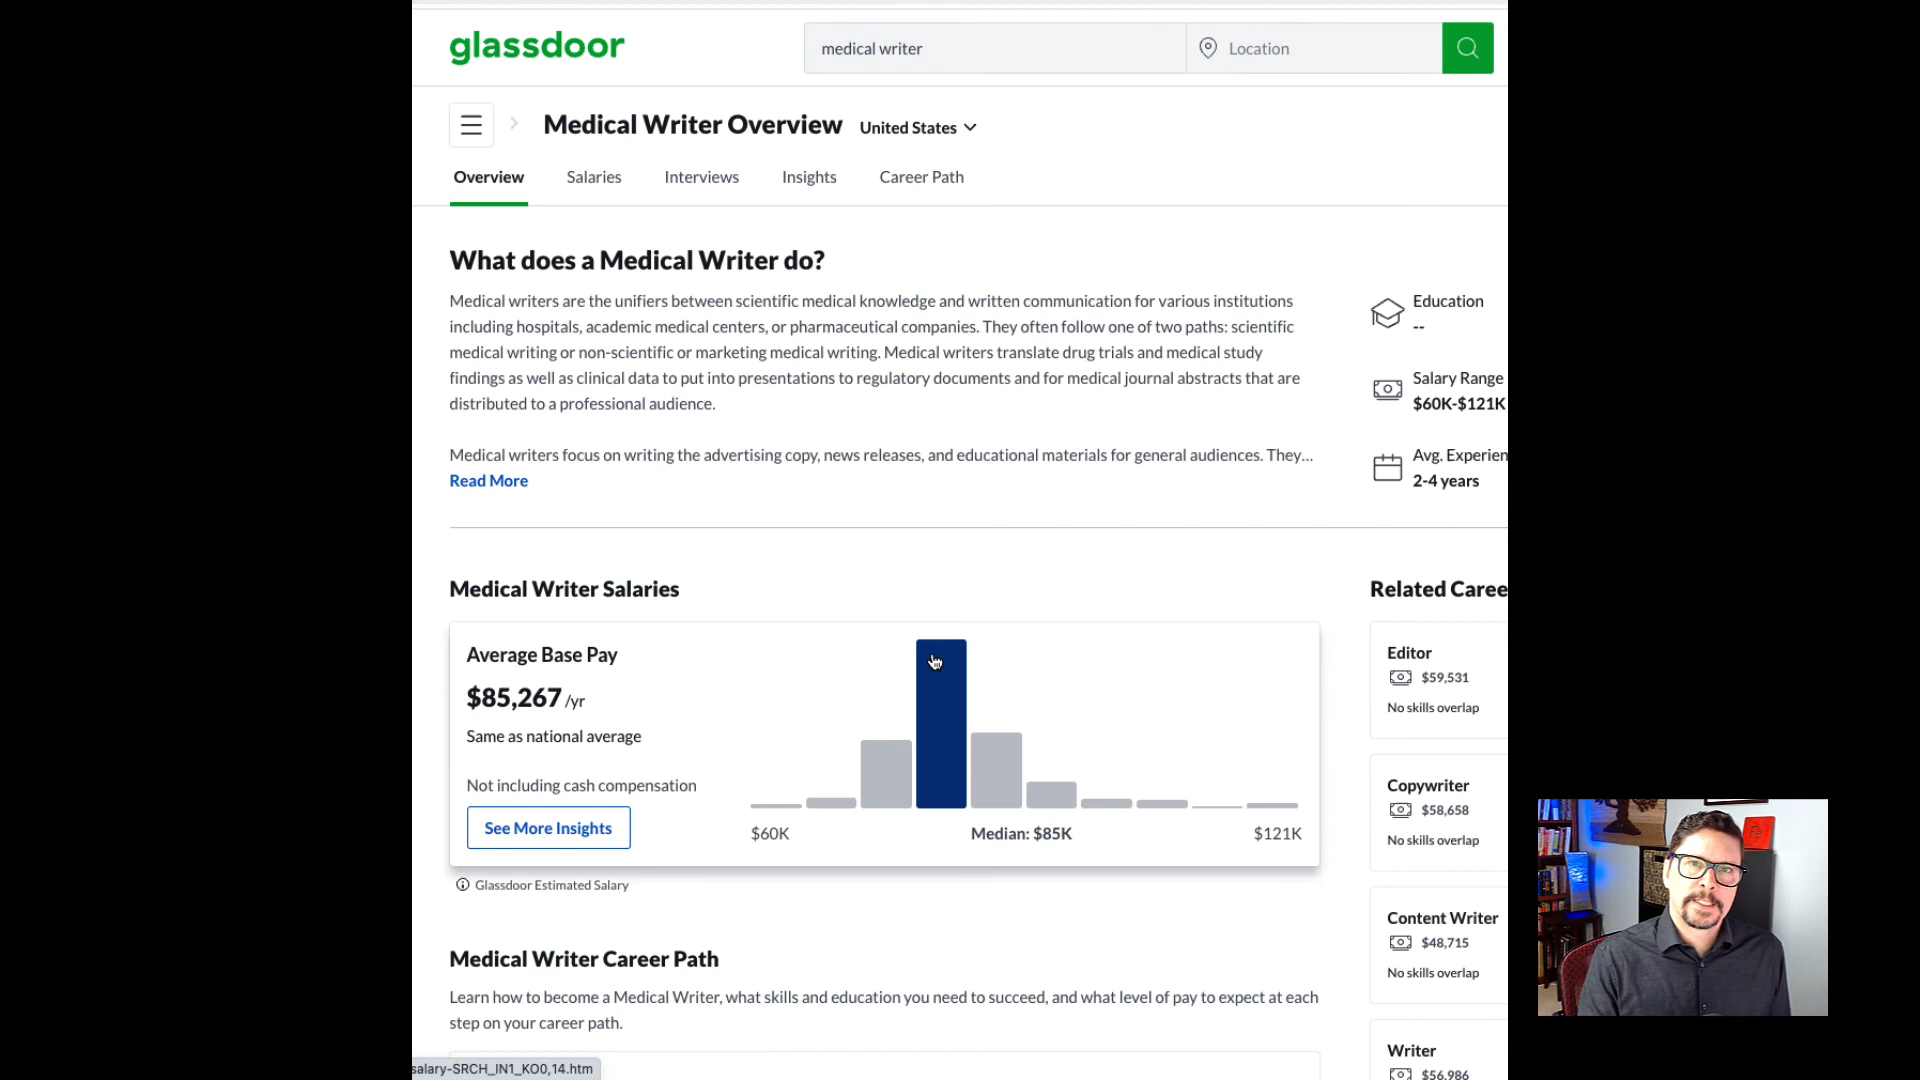 glassdoor
medical writer
Location
Medical Writer Overview
United States
Overview
Salaries
Interviews
Insights
Career Path
What does a Medical Writer do?
Medical writers are the unifiers between scientific medical knowledge and written communication for various institutions
including hospitals, academic medical centers, or pharmaceutical companies. They often follow one of two paths: scientific
medical writing or non-scientific or marketing medical writing. Medical writers translate drug trials and medical study
findings as well as clinical data to put into presentations to regulatory documents and for medical journal abstracts that are
distributed to a professional audience.
Medical writers focus on writing the advertising copy, news releases, and educational materials for general audiences. They...
Read More
Education
--
Salary Range
$60K-$121K
Avg. Experien
2-4 years
Medical Writer Salaries
Average Base Pay
$85,267 /yr
Same as national average
Not including cash compensation
See More Insights
$60K
Median: $85K
$121K
Glassdoor Estimated Salary
Related Caree
Editor
$59,531
No skills overlap
Copywriter
$58,658
No skills overlap
Content Writer
$48,715
No skills overlap
Writer
$56,986
Medical Writer Career Path
Learn how to become a Medical Writer, what skills and education you need to succeed, and what level of pay to expect at each
step on your career path.
salary-SRCH_IN1_KO0,14.htm